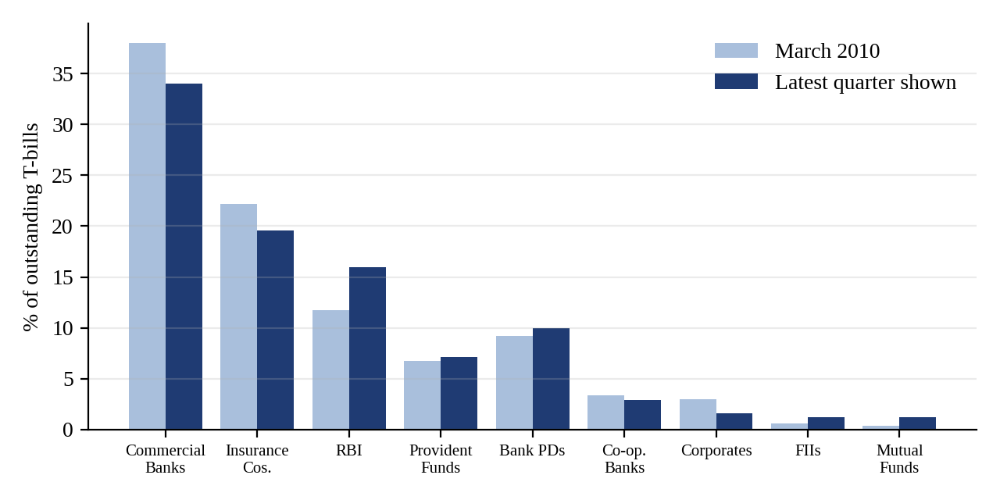 March 2010
Latest quarter shown
% of outstanding T-bills
35
30
25
20
15
10
5
0
Commercial
Banks
Insurance
Cos.
RBI
Provident
Funds
Bank PDs
Co-op.
Banks
Corporates
FIIs
Mutual
Funds